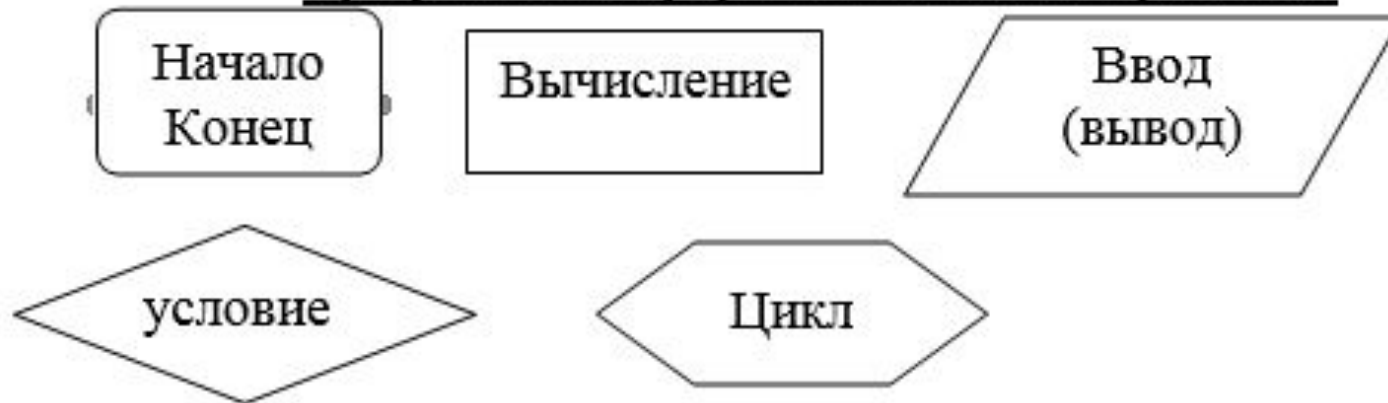 Начало
Конец
Вычисление
Ввод
(вывод)
условие
Цикл